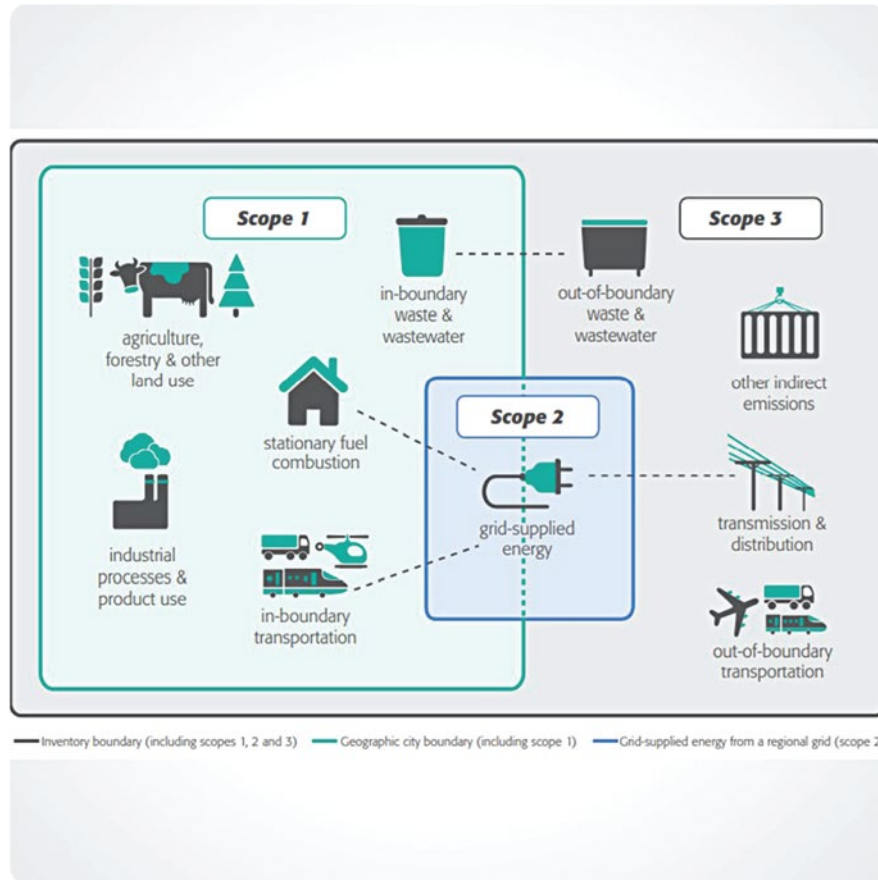 Scope 1
Scope 3
agriculture,
forestry & other
land use
in-boundary
waste &
wastewater
out-of-boundary
waste &
wastewater
other indirect
emissions
stationary fuel
combustion
Scope 2
grid-supplied
energy
transmission &
distribution
industrial
processes &
product use
in-boundary
transportation
out-of-boundary
transportation
Inventory boundary (including scopes 1, 2 and 3)
Geographic city boundary (including scope 1)
Grid-supplied energy from a regional grid (scope 2